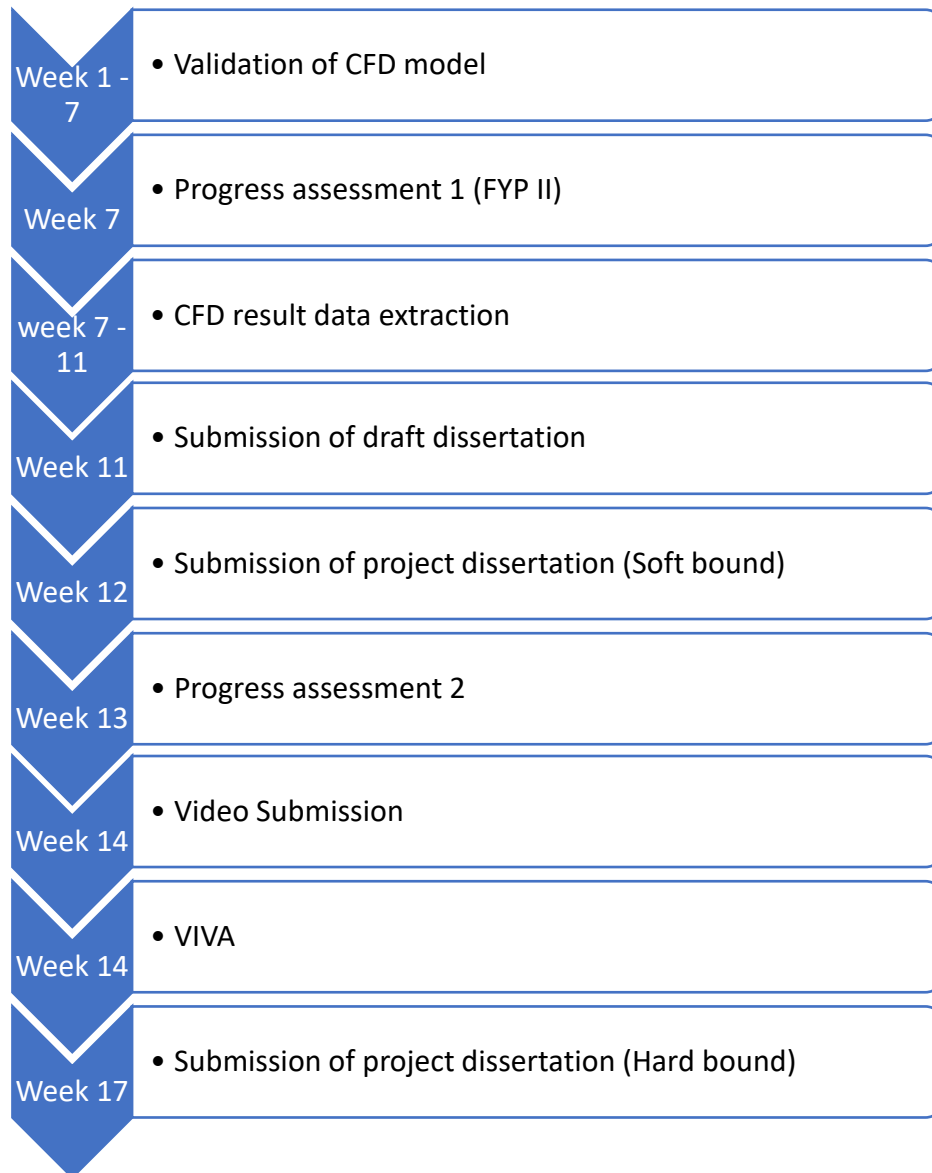 Week 1 -
7
• Validation of CFD model
Week 7
• Progress assessment 1 (FYP II)
week 7 -
11
• CFD result data extraction
Week 11
• Submission of draft dissertation
Week 12
• Submission of project dissertation (Soft bound)
Week 13
• Progress assessment 2
Week 14
• Video Submission
Week 14
• VIVA
Week 17
• Submission of project dissertation (Hard bound)